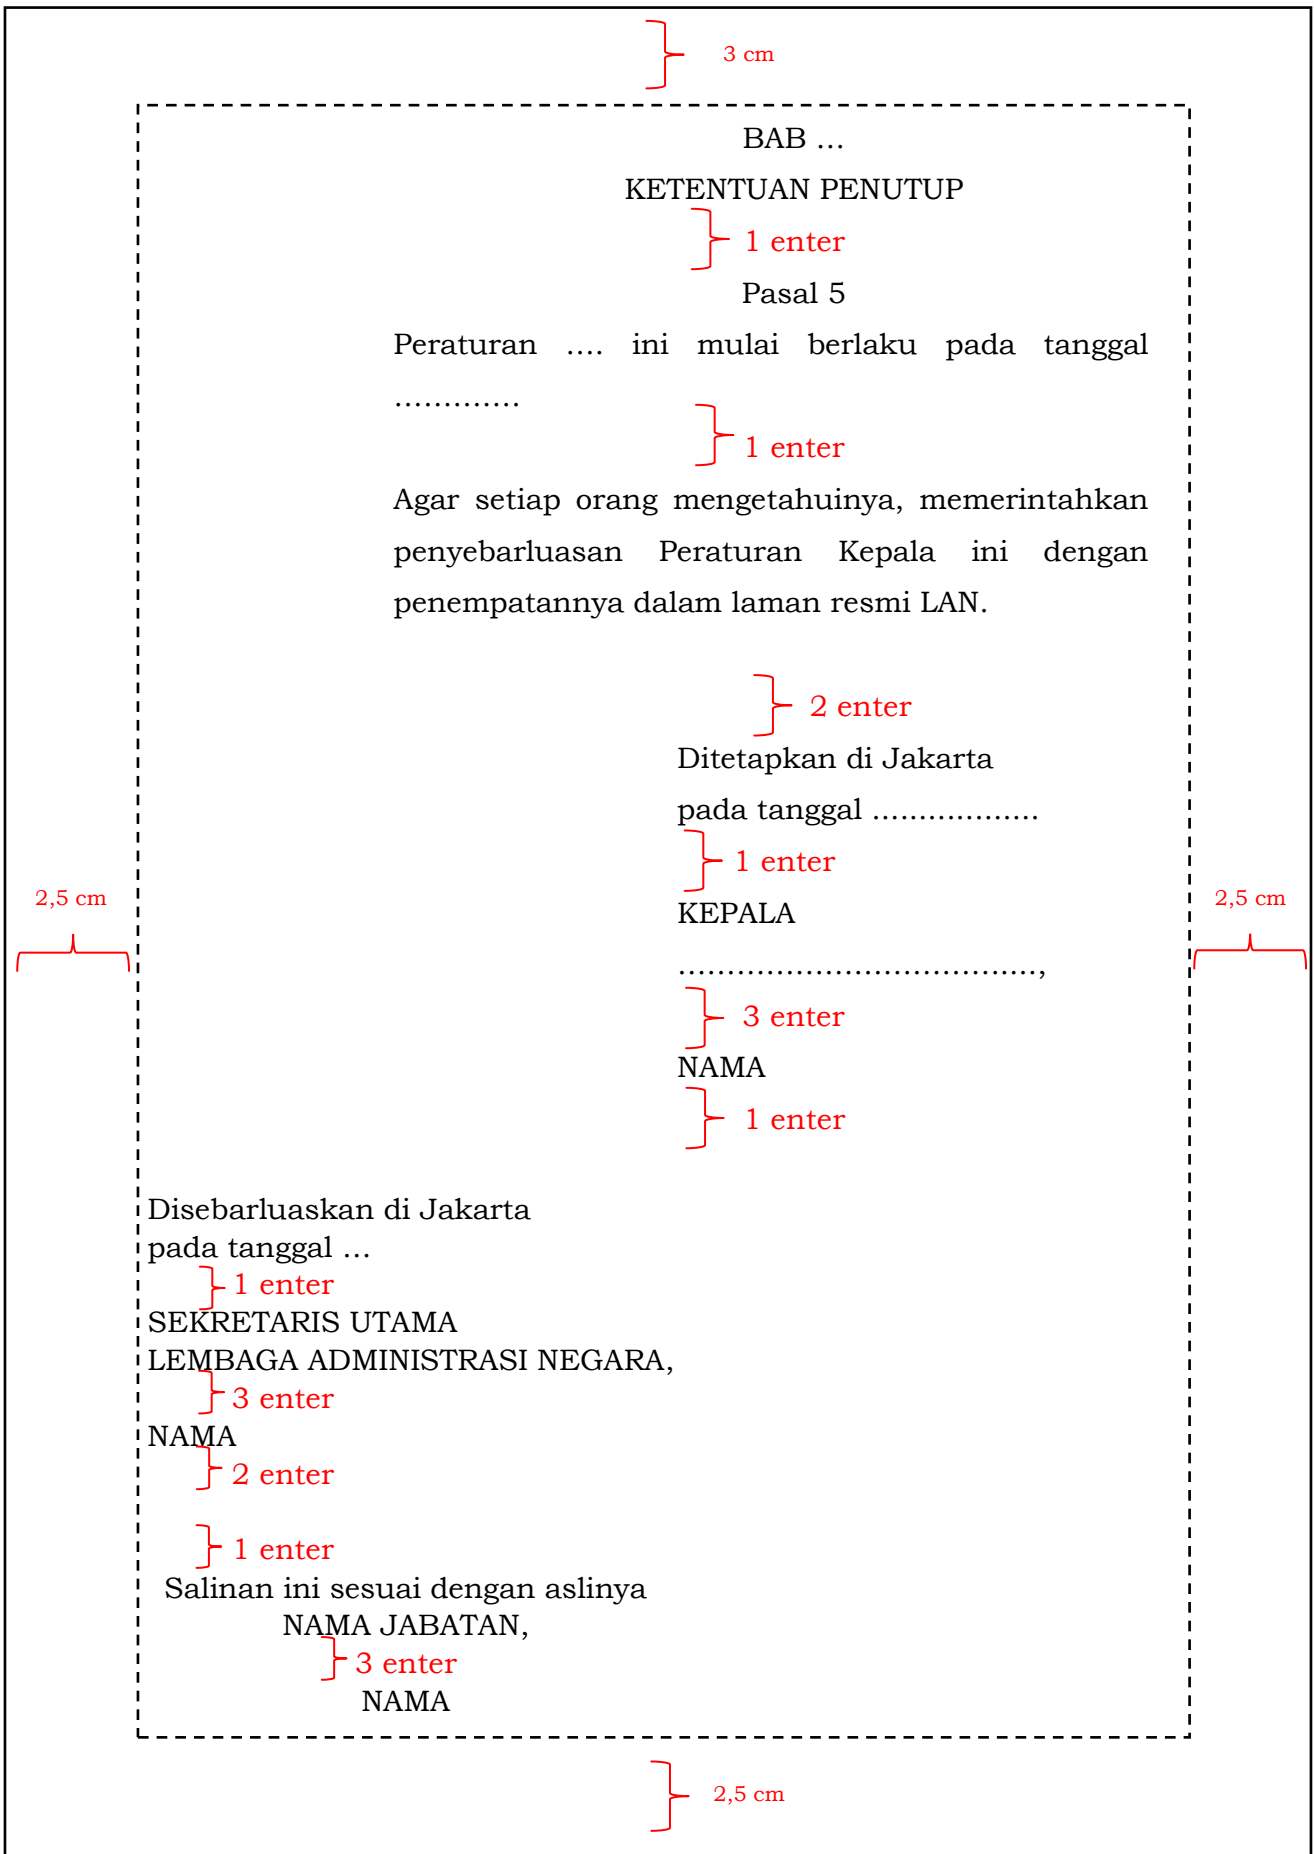 3 cm
BAB …
KETENTUAN PENUTUP
1 enter
Pasal 5
Peraturan …. ini mulai berlaku pada tanggal
………….
1 enter
Agar setiap orang mengetahuinya, memerintahkan
penyebarluasan Peraturan Kepala ini dengan
penempatannya dalam laman resmi LAN.
2 enter
Ditetapkan di Jakarta
pada tanggal ………………
1 enter
2,5 cm
2,5 cm
KEPALA
……………………………….,
3 enter
NAMA
1 enter
Disebarluaskan di Jakarta
pada tanggal …
1 enter
SEKRETARIS UTAMA
LEMBAGA ADMINISTRASI NEGARA,
3 enter
NAMA
2 enter
1 enter
Salinan ini sesuai dengan aslinya
NAMA JABATAN,
3 enter
NAMA
2,5 cm